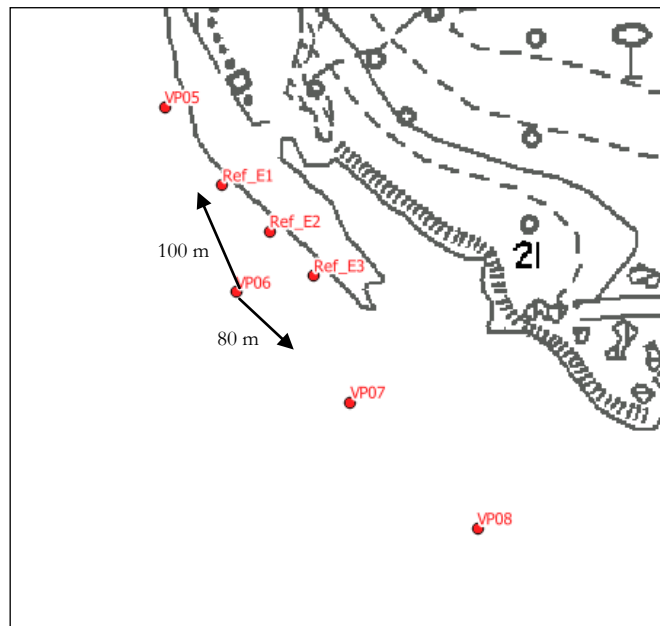 VP05
Ref_E1
Ref_E2
100 m
21
Ref_E3
VP06
80 m
VP07
VP08